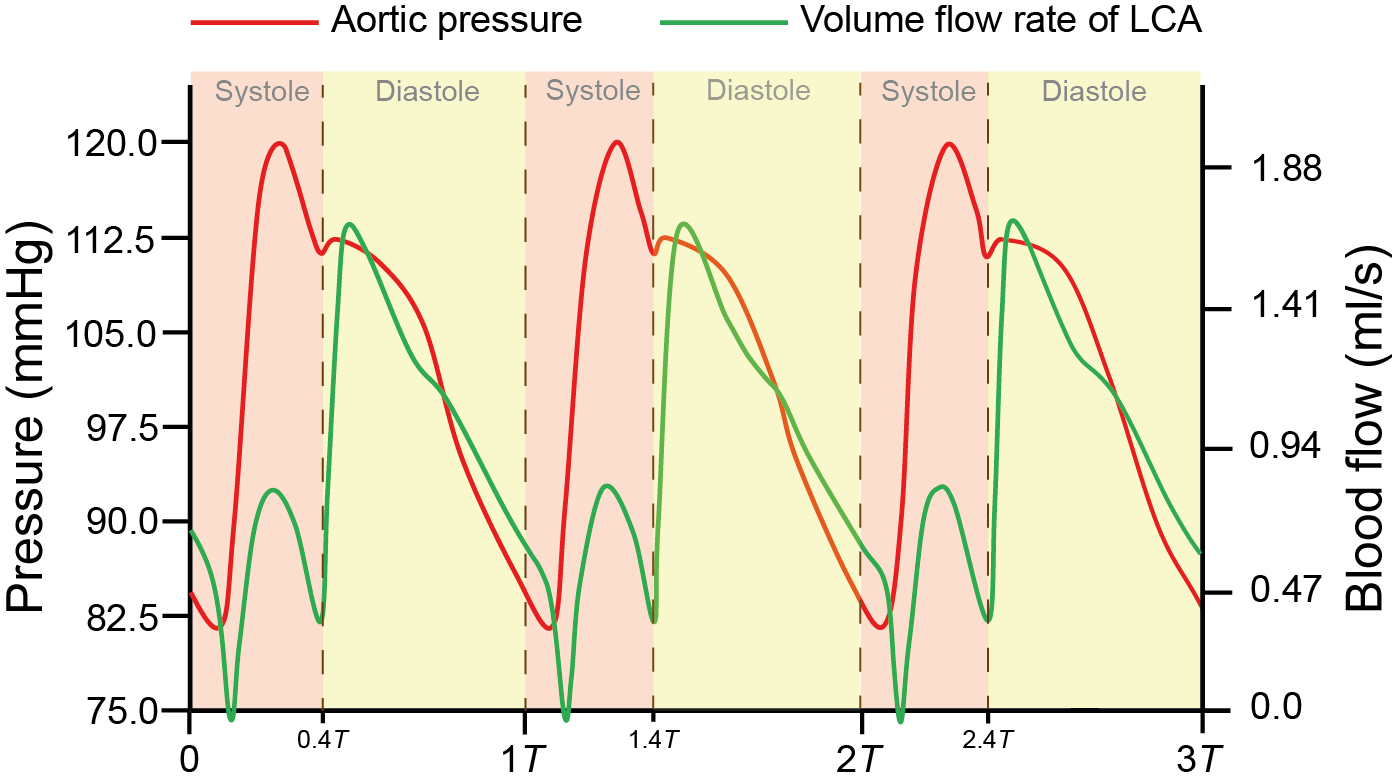 Aortic pressure Volume flow rate of LCA
Systole Diastole Systole Diastole Systole Diastole
Pressure (mmHg)
120.0
112.5
105.0
97.5
90.0
82.5
75.0
1.88
1.41
0.94
0.47
0.0
Blood flow (ml/s)
0 0.4T 1T 1.4T 2T 2.4T 3T